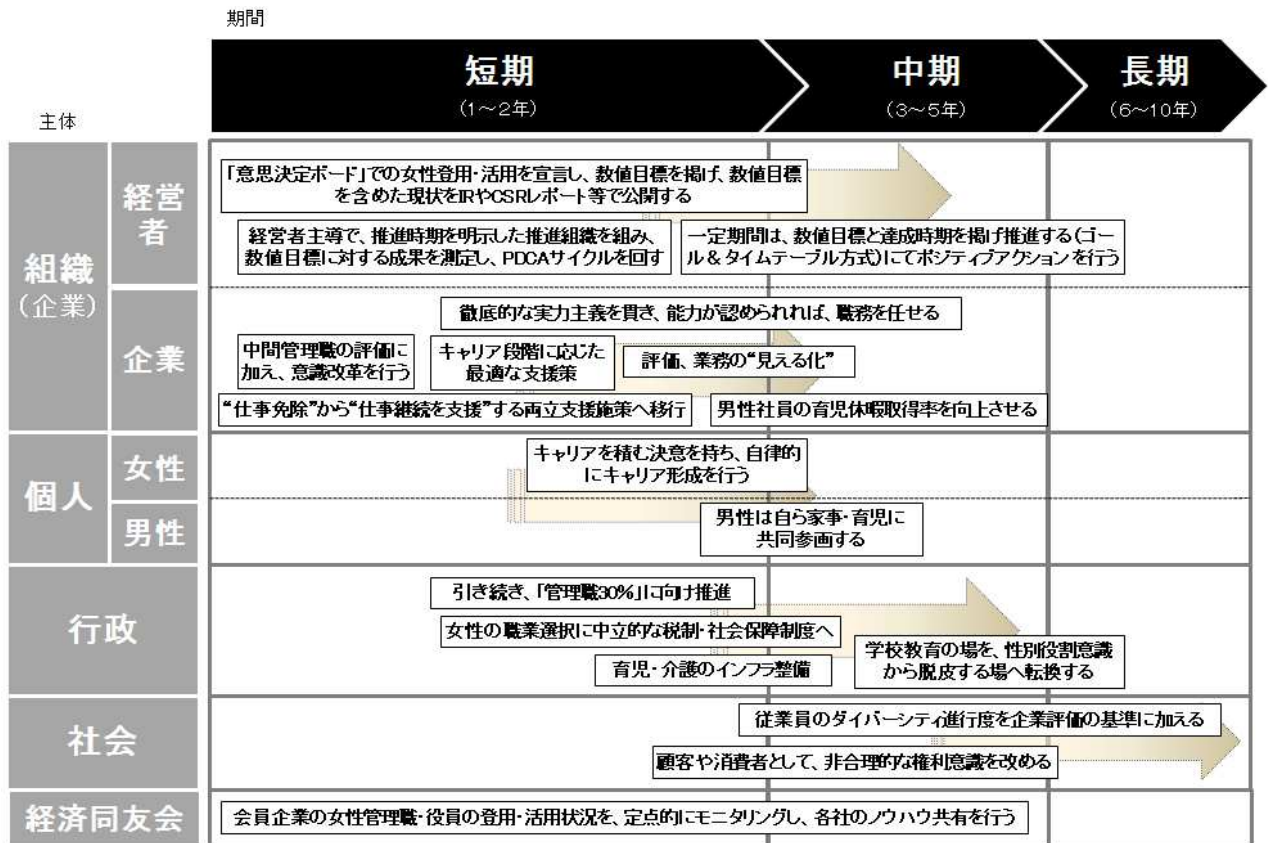 期間
短期
中期
長期
(1～2年)
(3～5年)
(6～10年)
主体
組織
(企業)
経営
者
「意思決定ボード」での女性登用・活用を宣言し、数値目標を掲げ、数値目標
を含めた現状をIRやCSRレポート等で公開する
経営者主導で、推進時期を明示した推進組織を組み、
数値目標に対する成果を測定し、PDCAサイクルを回す
一定期間は、数値目標と達成時期を掲げ推進する(ゴー
ル&タイムテーブル方式)にてポジティブアクションを行う
企業
徹底的な実力主義を貫き、能力が認められれば、職務を任せる
中間管理職の評価に
加え、意識改革を行う
キャリア段階に応じた
最適な支援策
評価、業務の“見える化”
“仕事免除”から“仕事継続を支援”する両立支援施策へ移行
男性社員の育児休暇取得率を向上させる
個人
女性
キャリアを積む決意を持ち、自律的
にキャリア形成を行う
男性
男性は自ら家事・育児に
共同参画する
行政
引き続き、「管理職30%」に向け推進
女性の職業選択に中立的な税制・社会保障制度へ
育児・介護のインフラ整備
学校教育の場を、性別役割意識
から脱皮する場へ転換する
社会
従業員のダイバーシティ進行度を企業評価の基準に加える
顧客や消費者として、非合理的な権利意識を改める
経済同友会
会員企業の女性管理職・役員の登用・活用状況を、定点的にモニタリングし、各社のノウハウ共有を行う